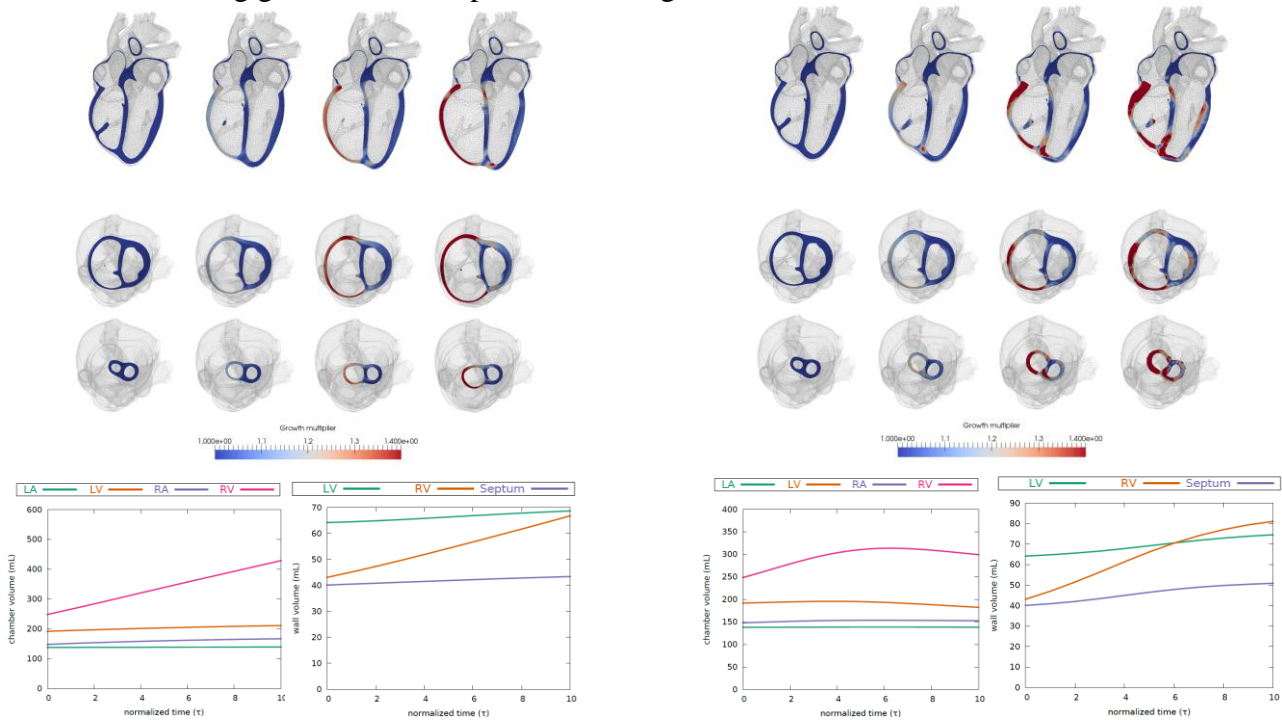 Growth multiplier
1.000e+00 1.1 1.2 1.3 1.400e+00
LA LV RA RV
chamber volume (mL)
600
500
400
300
200
100
0
0 2 4 6 8 10
normalized time (τ)
LV RV Septum
wall volume (mL)
70
60
50
40
30
20
10
0
0 2 4 6 8 10
normalized time (τ)
Growth multiplier
1.000e+00 1.1 1.2 1.3 1.400e+00
LA LV RA RV
chamber volume (mL)
400
350
300
250
200
150
100
50
0
0 2 4 6 8 10
normalized time (τ)
LV RV Septum
wall volume (mL)
90
80
70
60
50
40
30
20
10
0
0 2 4 6 8 10
normalized time (τ)